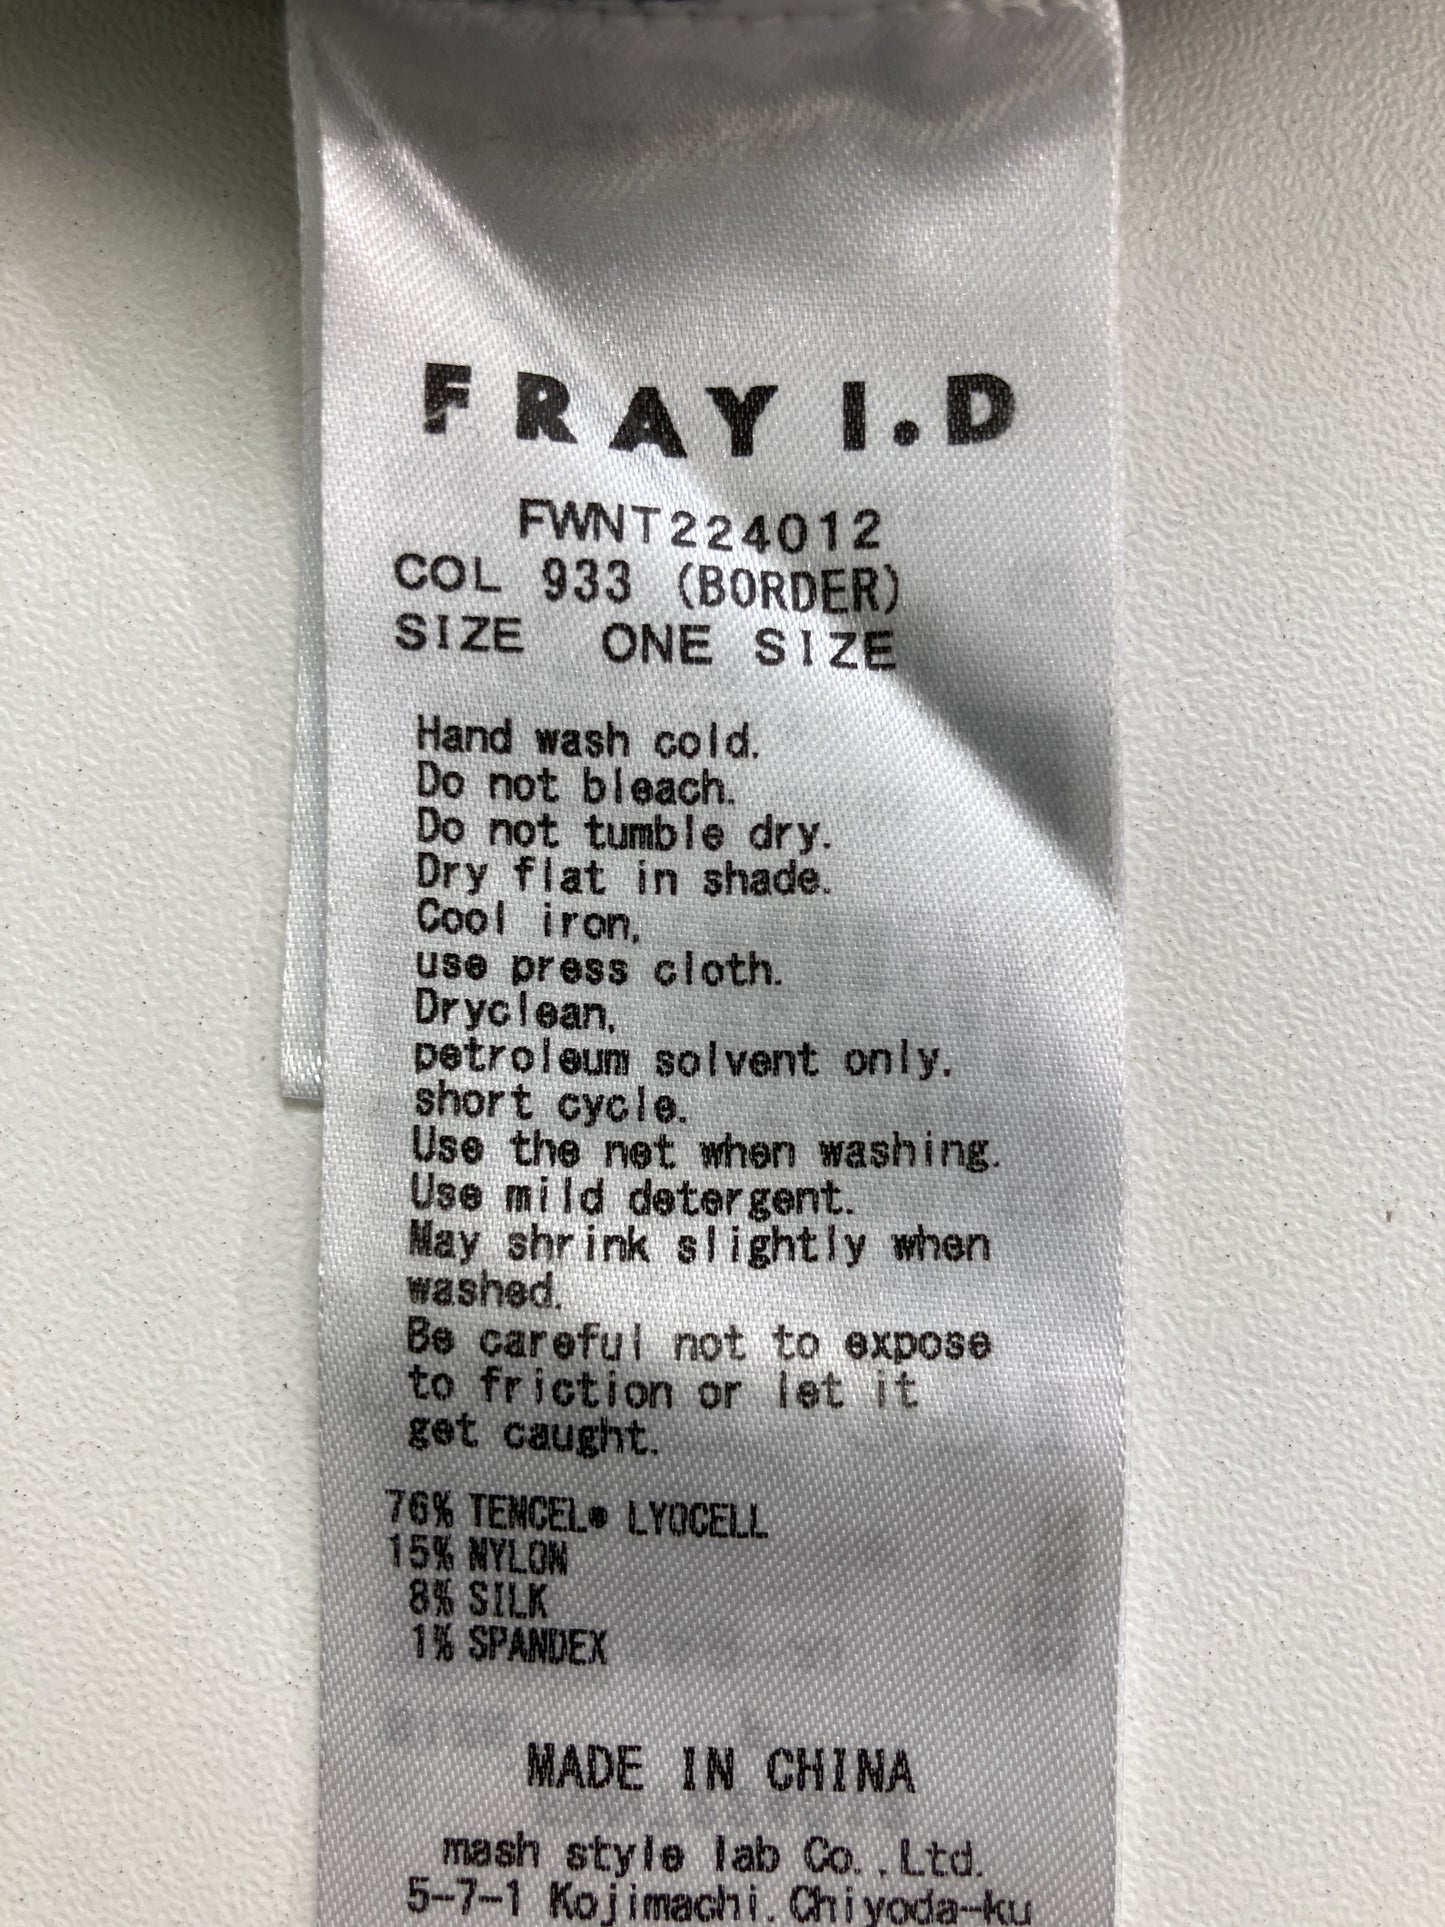 FRAY I.D
FWNT224012
COL 933 (BORDER)
SIZE ONE SIZE
Hand wash cold.
Do not bleach.
Do not tumble dry.
Dry flat in shade.
Cool iron,
use press cloth.
Dryclean,
petroleum solvent only,
short cycle.
Use the net when washing.
Use mild detergent.
May shrink slightly when
washed.
Be careful not to expose
to friction or let it
get caught.
76% TENCEL® LYOCELL
15% NYLON
8% SILK
1% SPANDEX
MADE IN CHINA
mash style lab Co.,Ltd.
5-7-1 Kojimachi,Chiyoda-ku